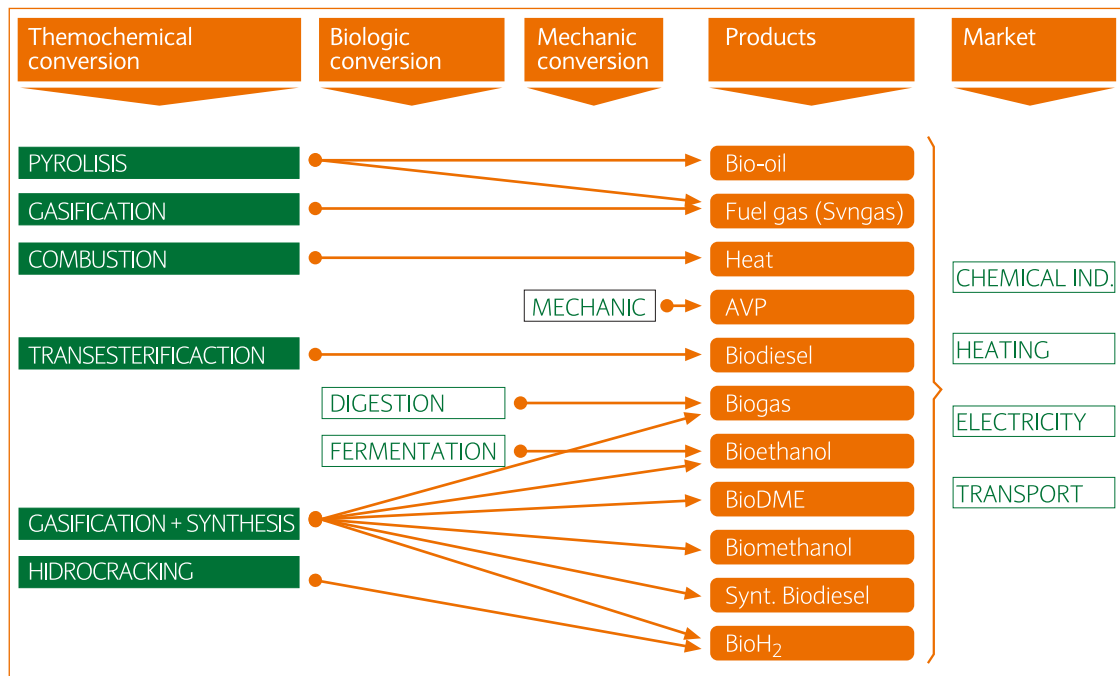 Themochemical
conversion
Biologic
conversion
Mechanic
conversion
Products
Market
PYROLISIS
Bio-oil
GASIFICATION
Fuel gas (Svngas)
COMBUSTION
Heat
CHEMICAL IND.
MECHANIC
AVP
TRANSESTERIFICACTION
Biodiesel
HEATING
DIGESTION
Biogas
ELECTRICITY
FERMENTATION
Bioethanol
BioDME
TRANSPORT
GASIFICATION + SYNTHESIS
Biomethanol
HIDROCRACKING
Synt. Biodiesel
BioH₂